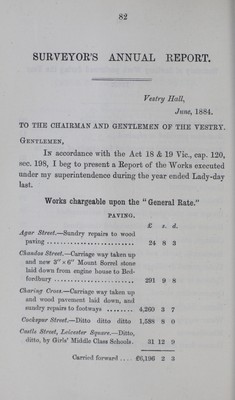 82
SURVEYOR'S ANNUAL REPORT.
Vestry Hall,
June, 1884.
TO THE CHAIRMAN AND GENTLEMEN OF THE VESTRY.
GENTLEMEN,
In accordance with the Act 18 & 19 Vic., cap. 120,
sec. 198, I beg to present a Report of the Works executed
under my superintendence during the year ended Lady-day
last.
Works chargeable upon the "General Rate."
PAVING.
£ s. d.
Agar Street.—Sundry repairs to wood
paving .......................... 24 8 3
Chandos Street.—Carriage way taken up
and new 3" × 6" Mount Sorrel stone
laid down from engine house to Bed-
fordbury ........................ 291 9 8
Charing Cross.—Carriage way taken up
and wood pavement laid down, and
sundry repairs to footways ........ 4,260 3 7
Cockspur Street.—Ditto ditto ditto 1,588 8 0
Castle Street, Leicester Square.—Ditto,
ditto, by Girls' Middle Class Schools. 31 12 9
Carried forward .... £6,196 2 3